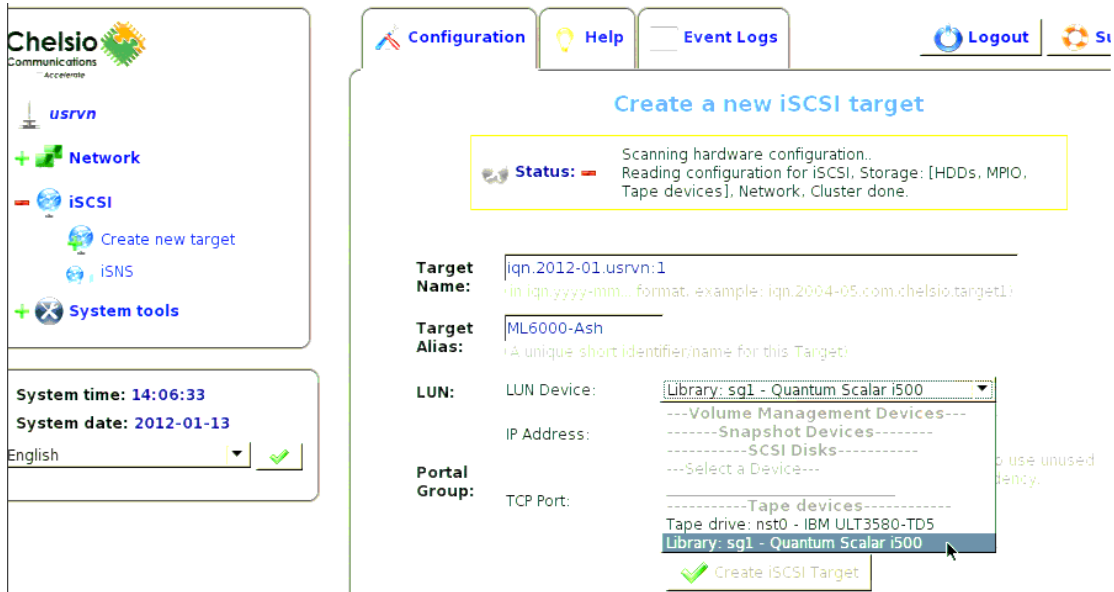 Chelsio
Communications
Accelerate
usrvn
Network
iSCSI
Create new target
iSNS
System tools
System time: 14:06:33
System date: 2012-01-13
English
Configuration
Help
Event Logs
Logout
Su
Create a new iSCSI target
Status:
Scanning hardware configuration..
Reading configuration for iSCSI, Storage: [HDDs, MPIO,
Tape devices], Network, Cluster done.
Target Name:
iqn.2012-01.usrvn:1
(in iqn.yyyy-mm... format, example: iqn.2004-05.com.chelsio.target1)
Target Alias:
ML6000-Ash
(A unique short identifier/name for this Target)
LUN:
LUN Device:
Library: sg1 - Quantum Scalar i500
---Volume Management Devices---
-------Snapshot Devices--------
-----------SCSI Disks-----------
---Select a Device---
-----------Tape devices------------
Tape drive: nst0 - IBM ULT3580-TD5
Library: sg1 - Quantum Scalar i500
Portal Group:
IP Address:
use unused
TCP Port:
Create iSCSI Target